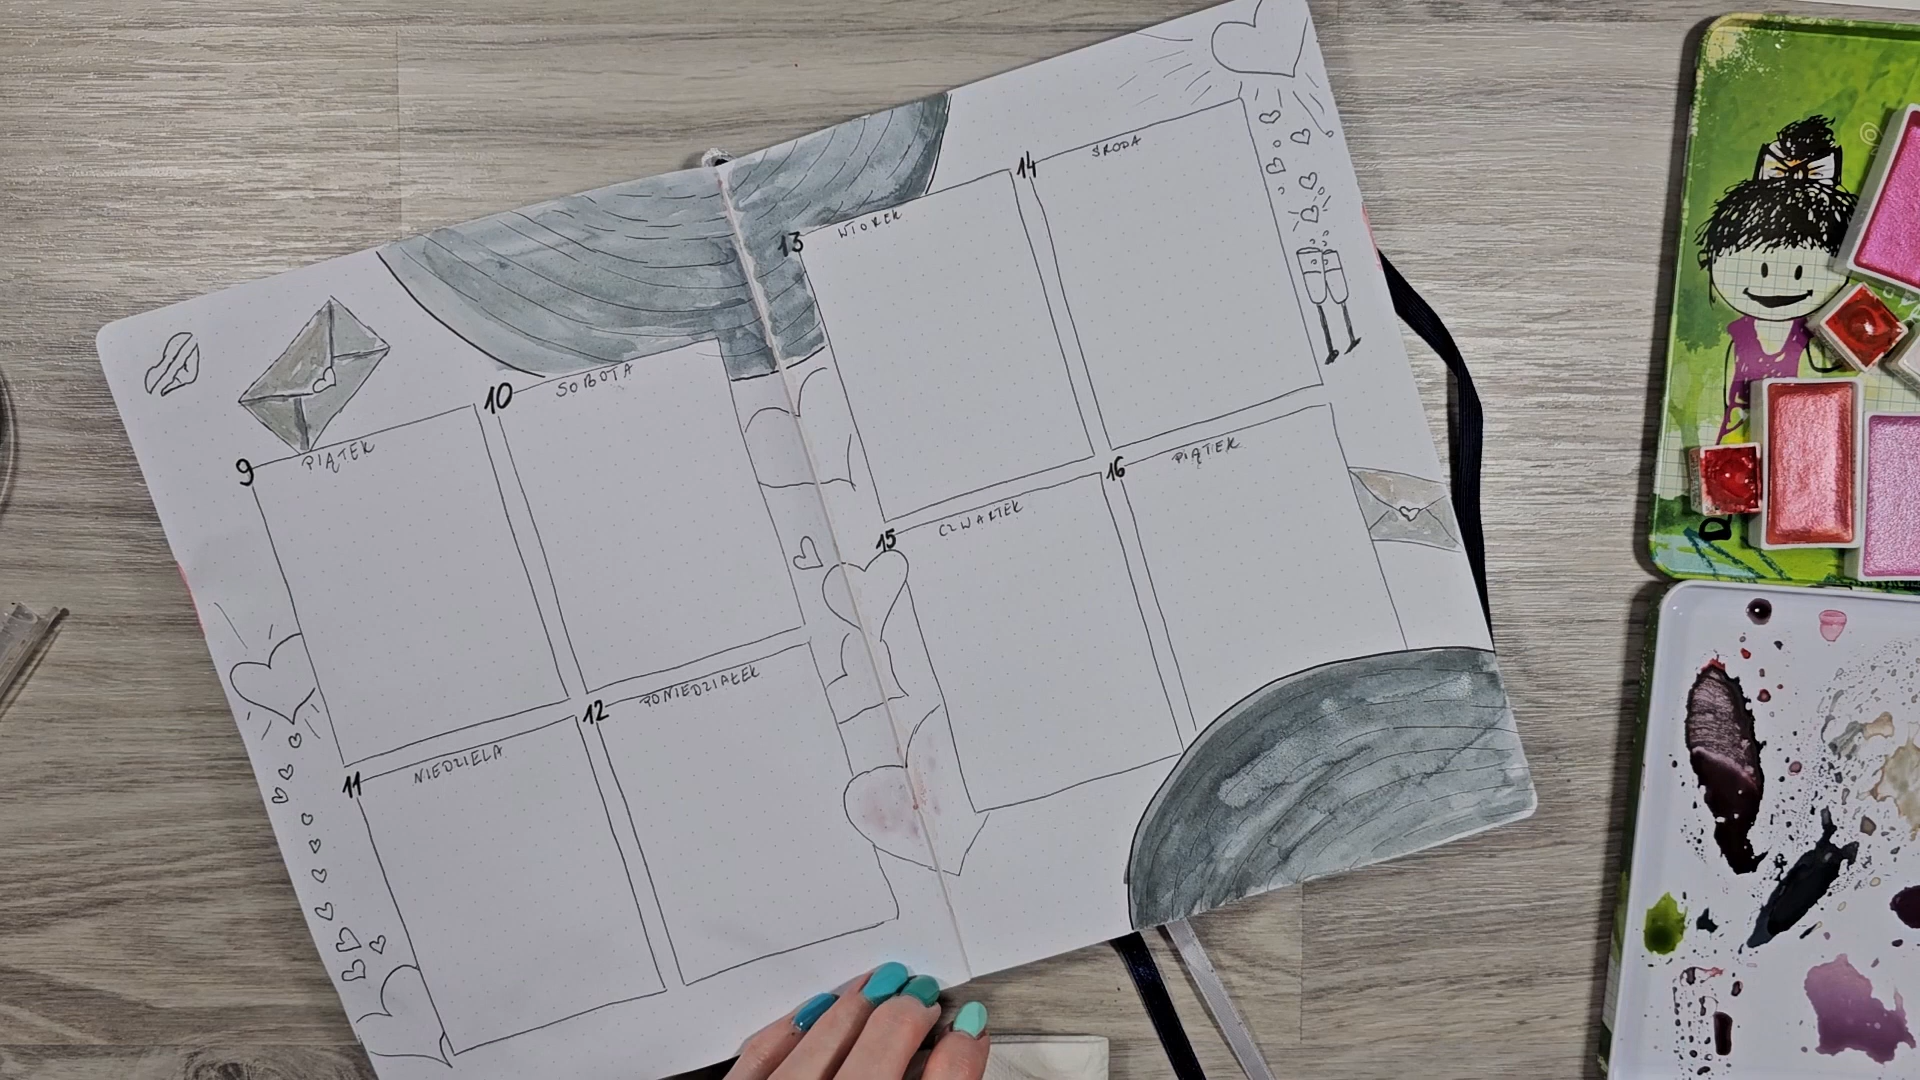 9 PIĄTEK
10 SOBOTA
11 NIEDZIELA
12 PONIEDZIAŁEK
13 WTOREK
14 ŚRODA
15 CZWARTEK
16 PIĄTEK